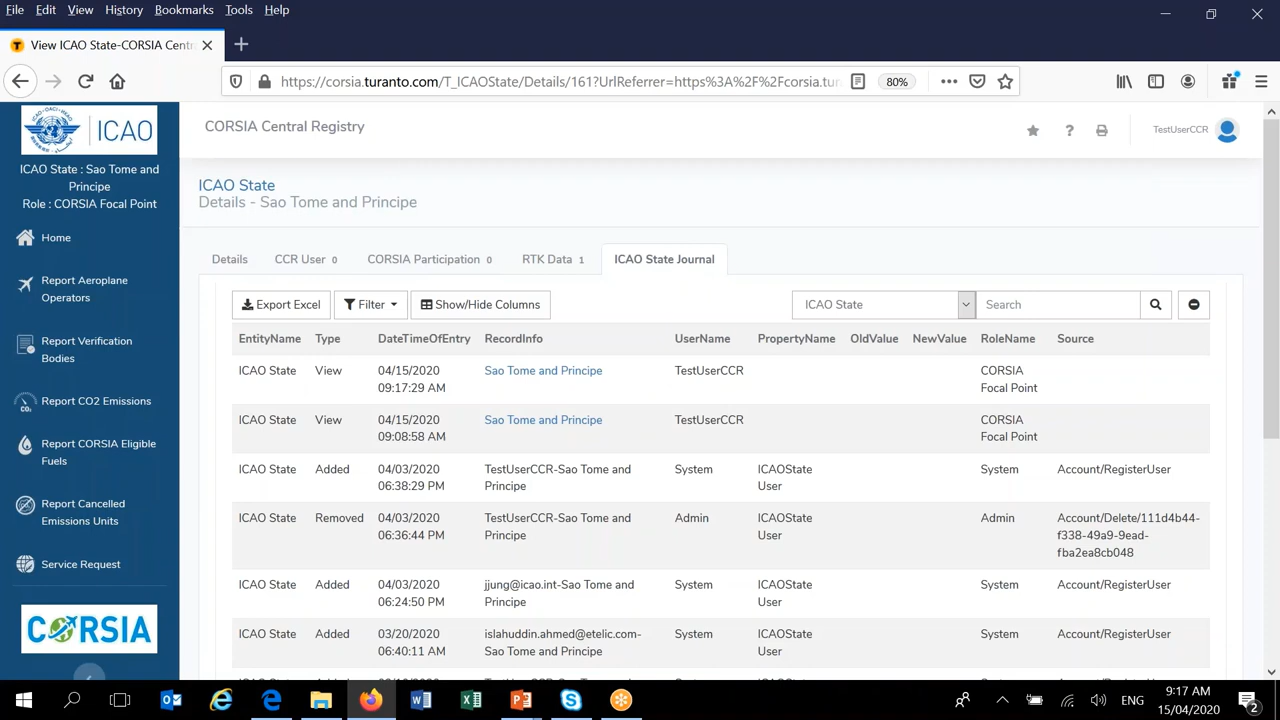 File Edit View History Bookmarks Tools Help
View ICAO State-CORSIA Centr
https://corsia.turanto.com/T_ICAOState/Details/161?UrlReferrer=https%3A%2F%2Fcorsia.tur
80%
ICAO
CORSIA Central Registry
TestUserCCR
ICAO State : Sao Tome and
Principe
Role : CORSIA Focal Point
Home
Report Aeroplane
Operators
Report Verification
Bodies
CO₂
Report CO2 Emissions
Report CORSIA Eligible
Fuels
Report Cancelled
Emissions Units
Service Request
CORSIA
ICAO State
Details - Sao Tome and Principe
Details CCR User 0 CORSIA Participation 0 RTK Data 1 ICAO State Journal
Export Excel Filter Show/Hide Columns ICAO State Search
EntityName Type DateTimeOfEntry RecordInfo UserName PropertyName OldValue NewValue RoleName Source
ICAO State View 04/15/2020 Sao Tome and Principe TestUserCCR CORSIA
09:17:29 AM Focal Point
ICAO State View 04/15/2020 Sao Tome and Principe TestUserCCR CORSIA
09:08:58 AM Focal Point
ICAO State Added 04/03/2020 TestUserCCR-Sao Tome and System ICAOState System Account/RegisterUser
06:38:29 PM Principe User
ICAO State Removed 04/03/2020 TestUserCCR-Sao Tome and Admin ICAOState Admin Account/Delete/111d4b44-
06:36:44 PM Principe User f338-49a9-9ead-
fba2ea8cb048
ICAO State Added 04/03/2020 jjung@icao.int-Sao Tome and System ICAOState System Account/RegisterUser
06:24:50 PM Principe User
ICAO State Added 03/20/2020 islahuddin.ahmed@etelic.com- System ICAOState System Account/RegisterUser
06:40:11 AM Sao Tome and Principe User
ENG
9:17 AM
15/04/2020
2